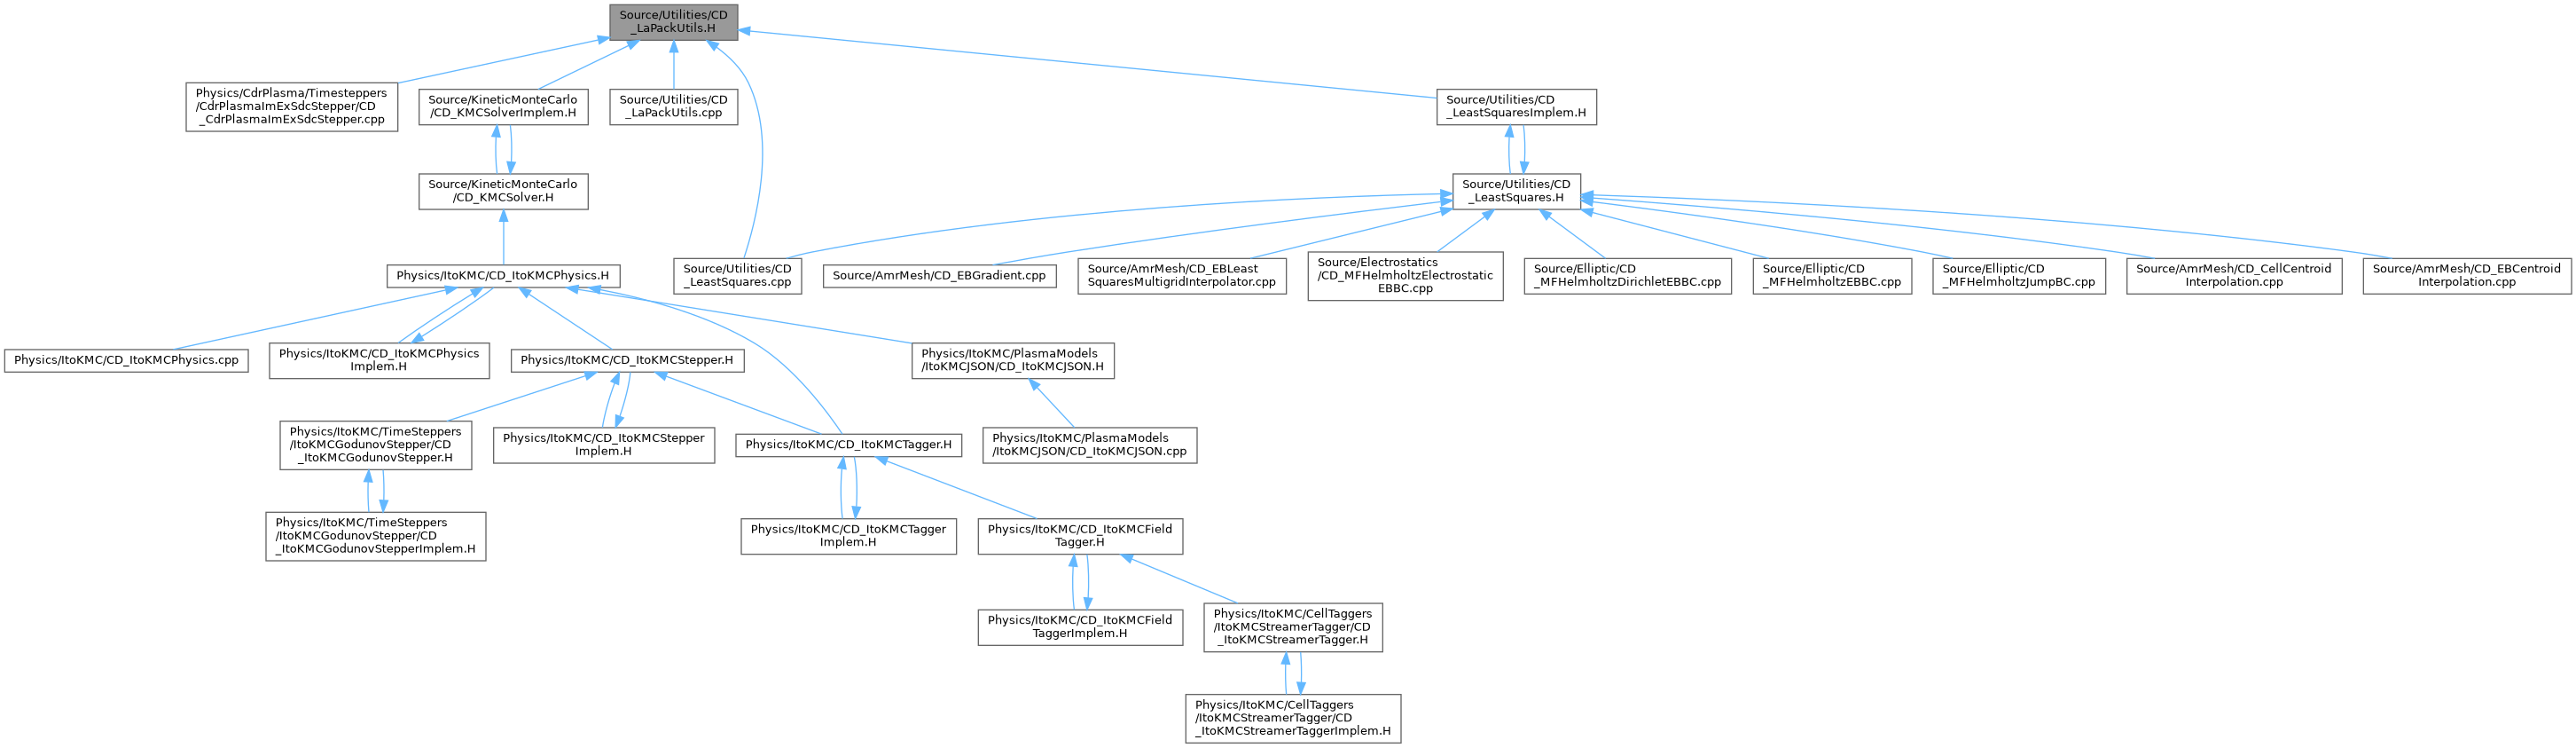 Source/Utilities/CD
_LaPackUtils.H
Physics/CdrPlasma/Timesteppers
/CdrPlasmaImExSdcStepper/CD
_CdrPlasmaImExSdcStepper.cpp
Source/KineticMonteCarlo
/CD_KMCSolverImplem.H
Source/Utilities/CD
_LaPackUtils.cpp
Source/Utilities/CD
_LeastSquaresImplem.H
Source/KineticMonteCarlo
/CD_KMCSolver.H
Source/Utilities/CD
_LeastSquares.H
Physics/ItoKMC/CD_ItoKMCPhysics.H
Source/Utilities/CD
_LeastSquares.cpp
Source/AmrMesh/CD_EBGradient.cpp
Source/AmrMesh/CD_EBLeast
SquaresMultigridInterpolator.cpp
Source/Electrostatics
/CD_MFHelmholtzElectrostatic
EBBC.cpp
Source/Elliptic/CD
_MFHelmholtzDirichletEBBC.cpp
Source/Elliptic/CD
_MFHelmholtzEBBC.cpp
Source/Elliptic/CD
_MFHelmholtzJumpBC.cpp
Source/AmrMesh/CD_CellCentroid
Interpolation.cpp
Source/AmrMesh/CD_EBCentroid
Interpolation.cpp
Physics/ItoKMC/CD_ItoKMCPhysics.cpp
Physics/ItoKMC/CD_ItoKMCPhysics
Implem.H
Physics/ItoKMC/CD_ItoKMCStepper.H
Physics/ItoKMC/PlasmaModels
/ItoKMCJSON/CD_ItoKMCJSON.H
Physics/ItoKMC/TimeSteppers
/ItoKMCGodunovStepper/CD
_ItoKMCGodunovStepper.H
Physics/ItoKMC/CD_ItoKMCStepper
Implem.H
Physics/ItoKMC/CD_ItoKMCTagger.H
Physics/ItoKMC/PlasmaModels
/ItoKMCJSON/CD_ItoKMCJSON.cpp
Physics/ItoKMC/TimeSteppers
/ItoKMCGodunovStepper/CD
_ItoKMCGodunovStepperImplem.H
Physics/ItoKMC/CD_ItoKMCTagger
Implem.H
Physics/ItoKMC/CD_ItoKMCField
Tagger.H
Physics/ItoKMC/CD_ItoKMCField
TaggerImplem.H
Physics/ItoKMC/CellTaggers
/ItoKMCStreamerTagger/CD
_ItoKMCStreamerTagger.H
Physics/ItoKMC/CellTaggers
/ItoKMCStreamerTagger/CD
_ItoKMCStreamerTaggerImplem.H